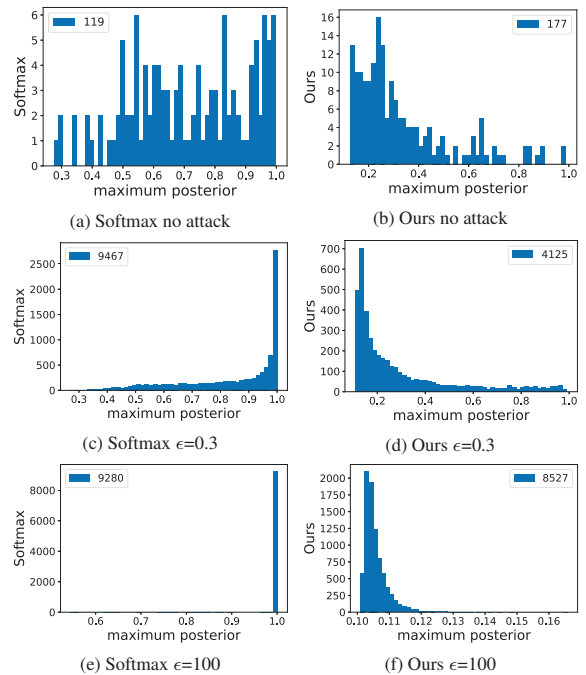 119
Softmax
6
5
4
3
2
1
0
0.3 0.4 0.5 0.6 0.7 0.8 0.9 1.0
maximum posterior
(a) Softmax no attack
177
Ours
16
14
12
10
8
6
4
2
0
0.2 0.4 0.6 0.8 1.0
maximum posterior
(b) Ours no attack
9467
Softmax
2500
2000
1500
1000
500
0
0.3 0.4 0.5 0.6 0.7 0.8 0.9 1.0
maximum posterior
(c) Softmax ϵ=0.3
4125
Ours
700
600
500
400
300
200
100
0
0.2 0.4 0.6 0.8 1.0
maximum posterior
(d) Ours ϵ=0.3
9280
Softmax
8000
6000
4000
2000
0
0.6 0.7 0.8 0.9 1.0
maximum posterior
(e) Softmax ϵ=100
8527
Ours
2000
1750
1500
1250
1000
750
500
250
0
0.10 0.11 0.12 0.13 0.14 0.15 0.16
maximum posterior
(f) Ours ϵ=100